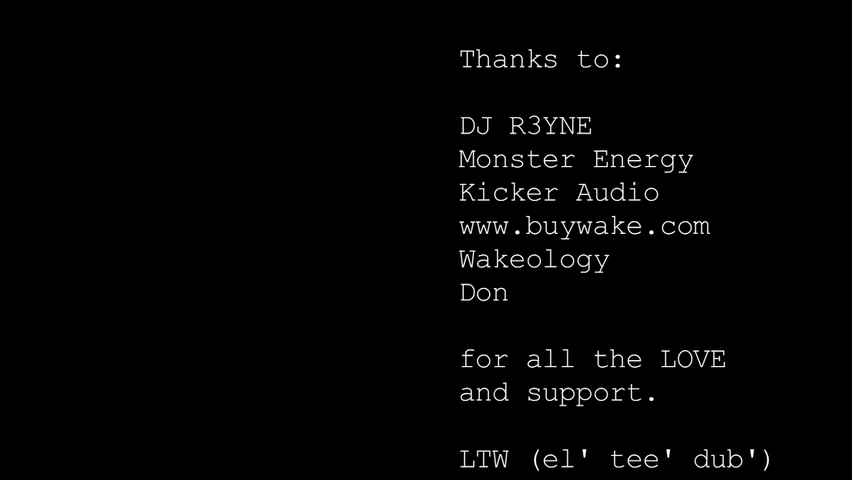 Thanks to:
DJ R3YNE
Monster Energy
Kicker Audio
www.buywake.com
Wakeology
Don
for all the LOVE
and support.
LTW (el' tee' dub')